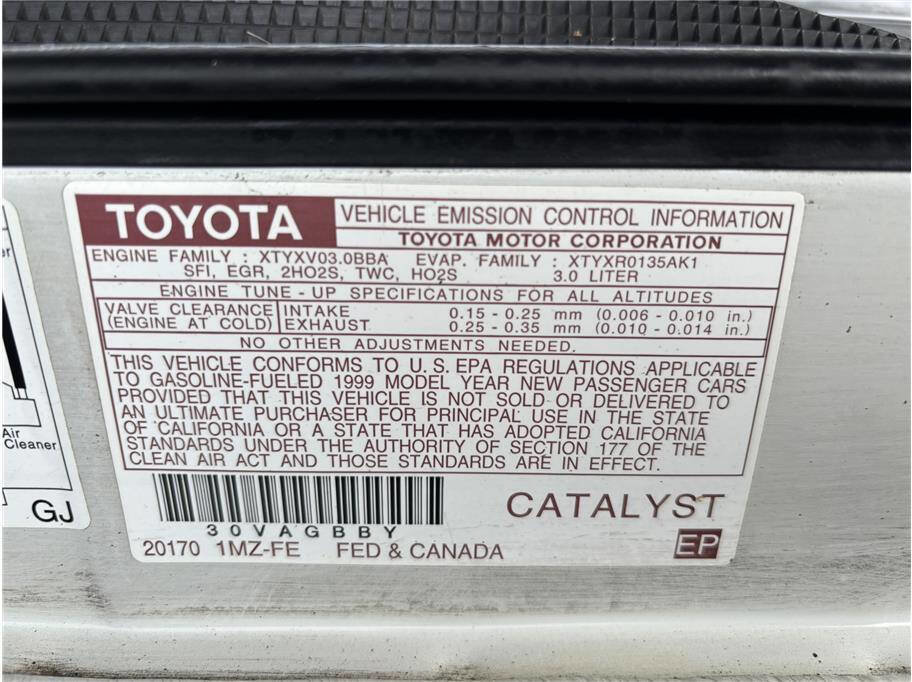 TOYOTA
VEHICLE EMISSION CONTROL INFORMATION
TOYOTA MOTOR CORPORATION
ENGINE FAMILY : XTYXV03.0BBA EVAP. FAMILY : XTYXR0135AK1
SFI, EGR, 2HO2S, TWC, HO2S 3.0 LITER
ENGINE TUNE - UP SPECIFICATIONS FOR ALL ALTITUDES
VALVE CLEARANCE INTAKE 0.15 - 0.25 mm (0.006 - 0.010 in.)
(ENGINE AT COLD) EXHAUST 0.25 - 0.35 mm (0.010 - 0.014 in.)
NO OTHER ADJUSTMENTS NEEDED.
THIS VEHICLE CONFORMS TO U.S. EPA REGULATIONS APPLICABLE
TO GASOLINE-FUELED 1999 MODEL YEAR NEW PASSENGER CARS
PROVIDED THAT THIS VEHICLE IS NOT SOLD OR DELIVERED TO
AN ULTIMATE PURCHASER FOR PRINCIPAL USE IN THE STATE
OF CALIFORNIA OR A STATE THAT HAS ADOPTED CALIFORNIA
STANDARDS UNDER THE AUTHORITY OF SECTION 177 OF THE
CLEAN AIR ACT AND THOSE STANDARDS ARE IN EFFECT.
30VAGBBY
CATALYST
20170 1MZ-FE FED & CANADA
EP
Air
Cleaner
GJ